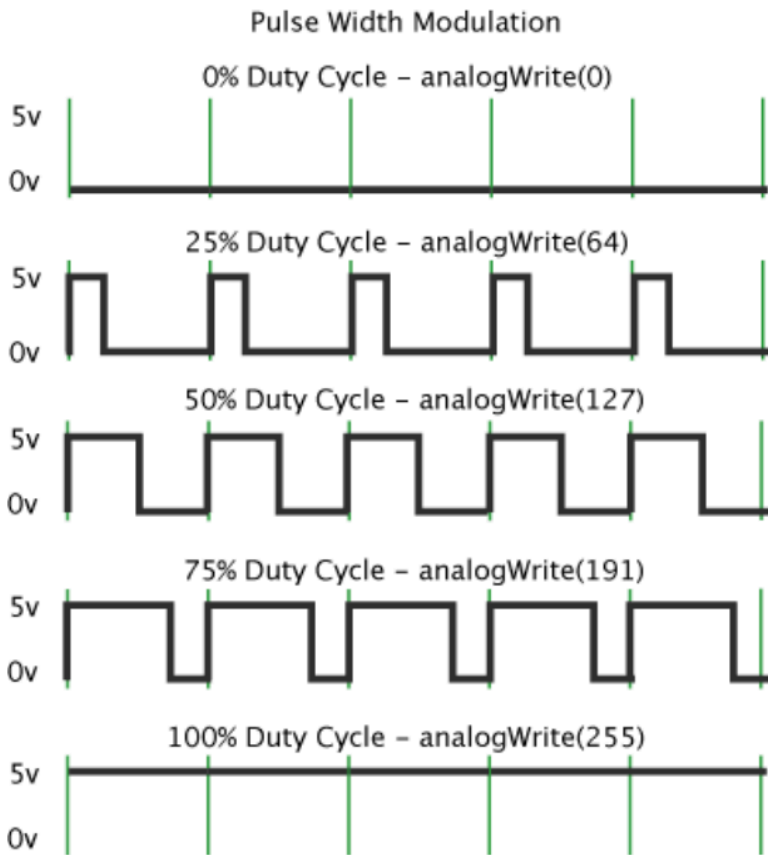 Pulse Width Modulation
0% Duty Cycle – analogWrite(0)
5v
0v
25% Duty Cycle – analogWrite(64)
5v
0v
50% Duty Cycle – analogWrite(127)
5v
0v
75% Duty Cycle – analogWrite(191)
5v
0v
100% Duty Cycle – analogWrite(255)
5v
0v